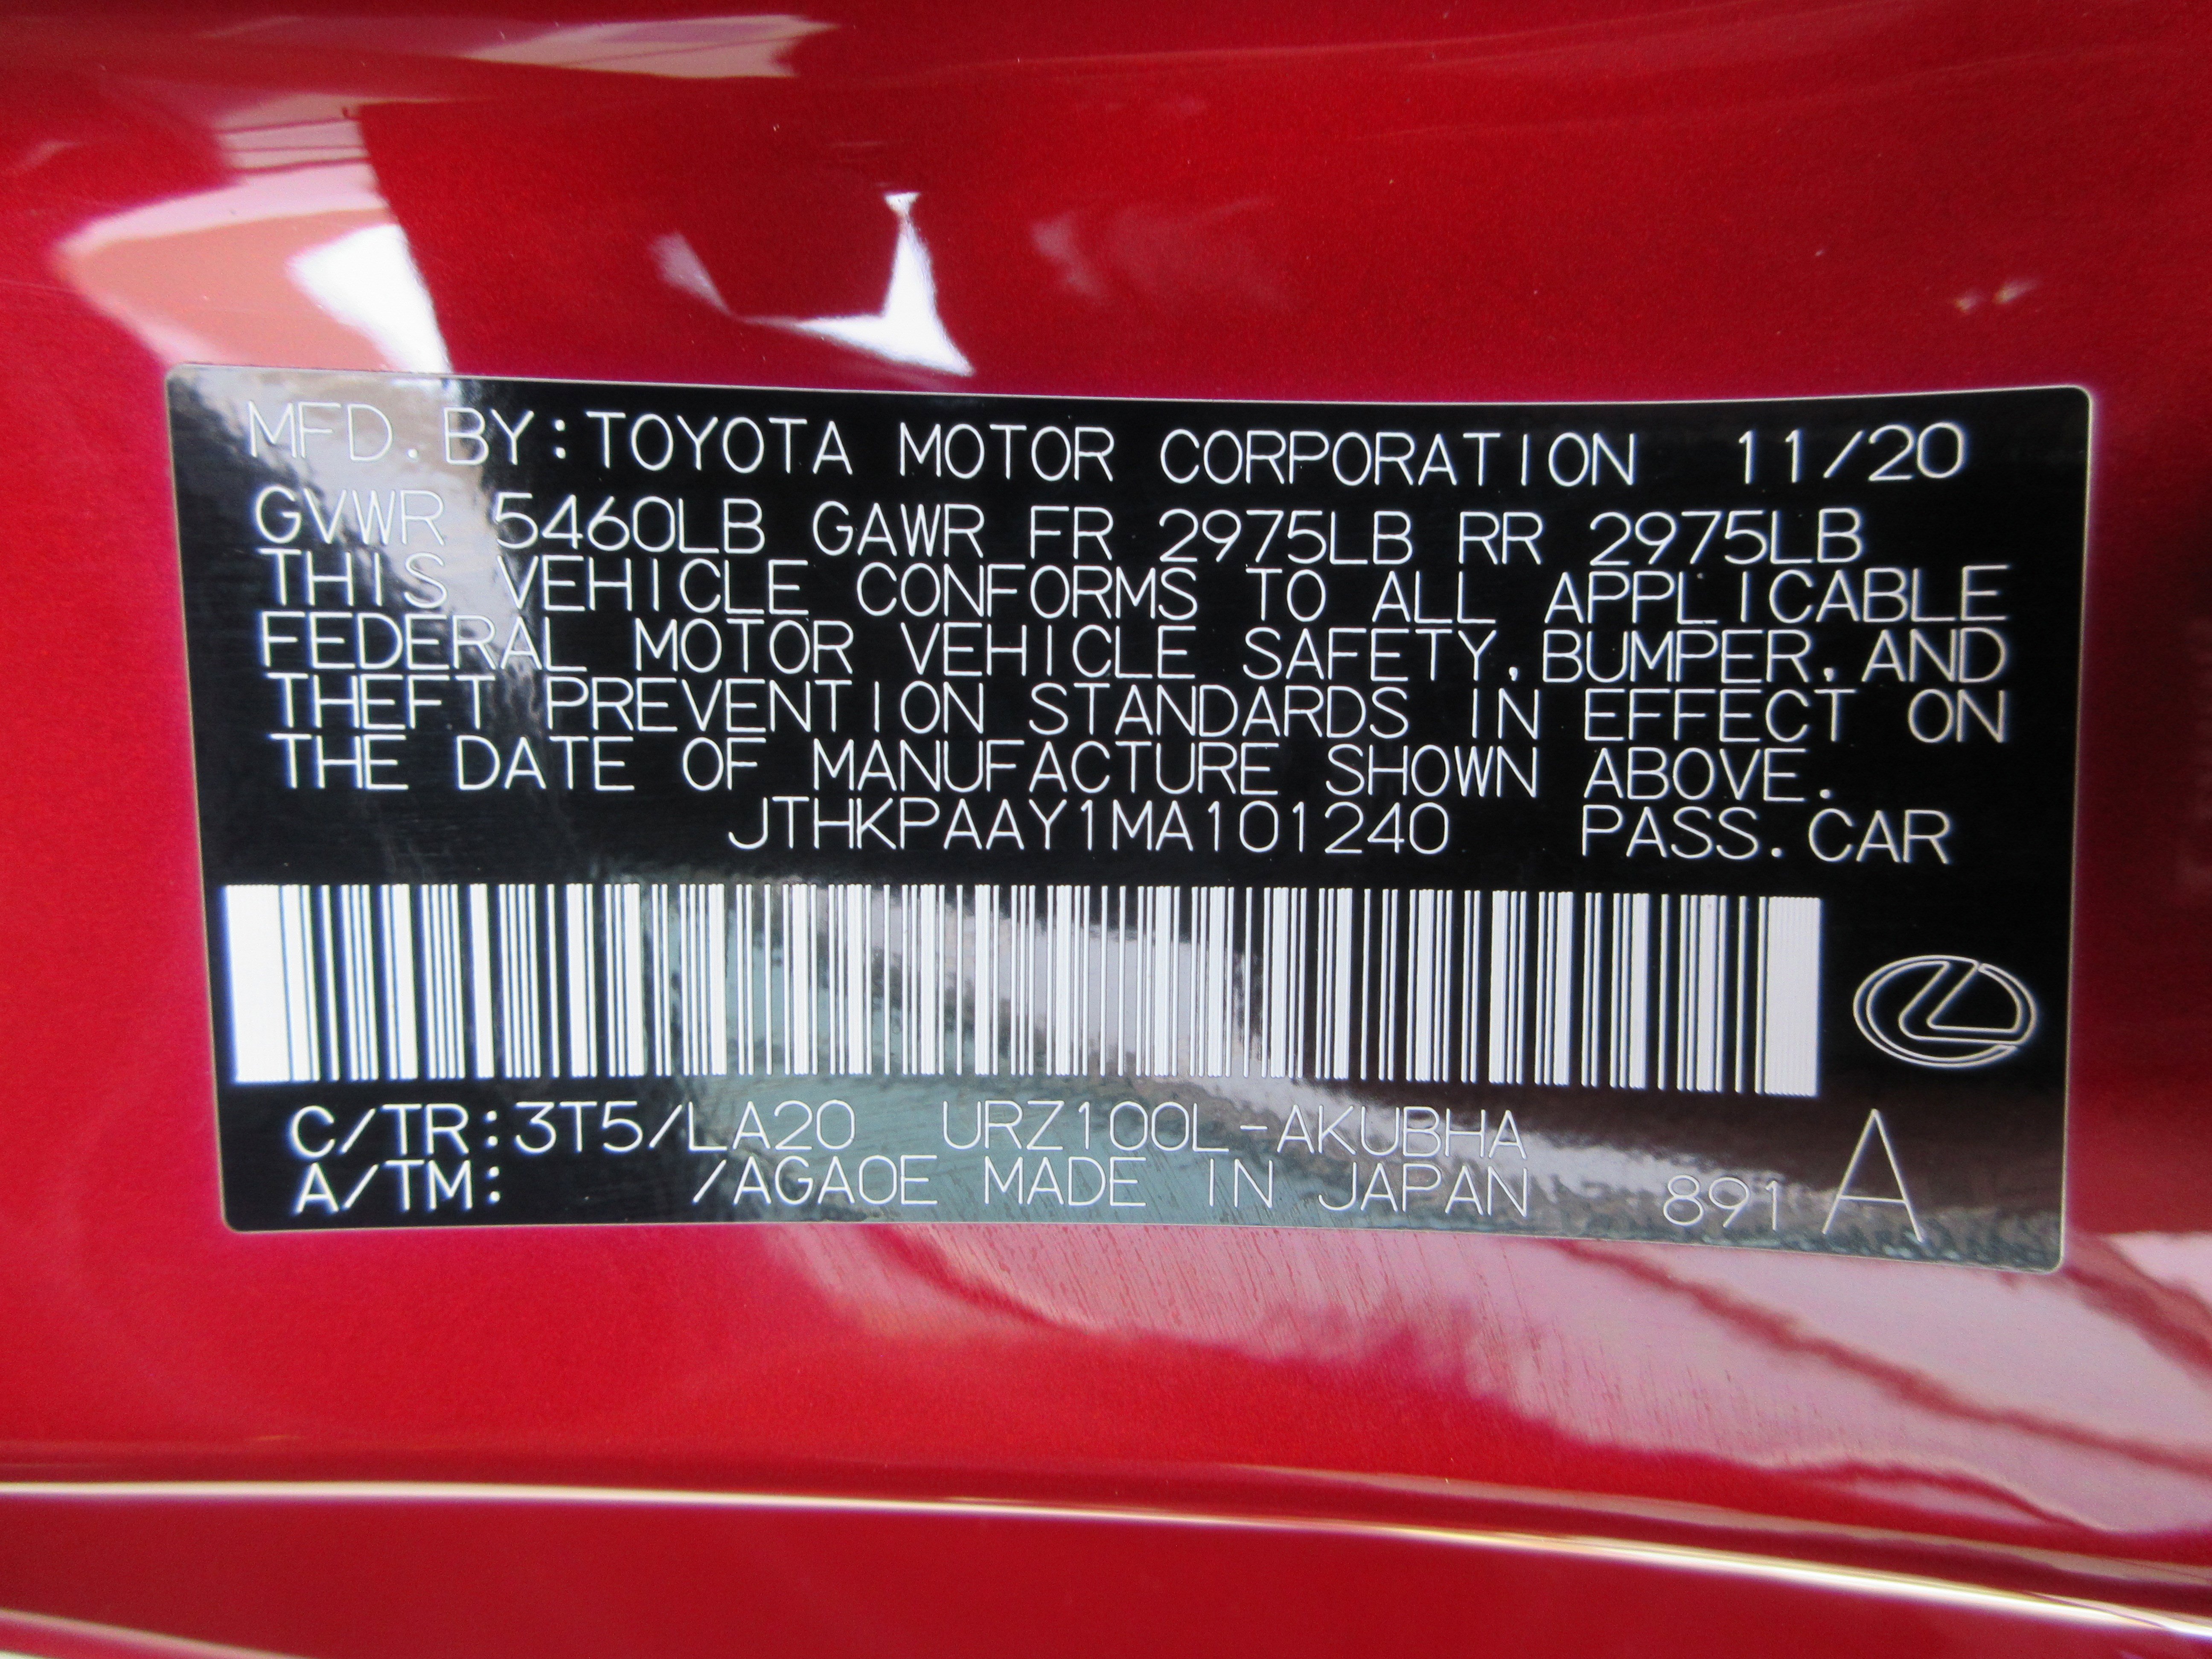 MFD. BY: TOYOTA MOTOR CORPORATION 11/20
GVWR 5460LB GAWR FR 2975LB RR 2975LB
THIS VEHICLE CONFORMS TO ALL APPLICABLE
FEDERAL MOTOR VEHICLE SAFETY, BUMPER, AND
THEFT PREVENTION STANDARDS IN EFFECT ON
THE DATE OF MANUFACTURE SHOWN ABOVE.
JTHKPAAY1MA101240 PASS. CAR
C/TR: 3T5/LA20 URZ100L-AKUBHA
A/TM: /AGA0E MADE IN JAPAN 891 A